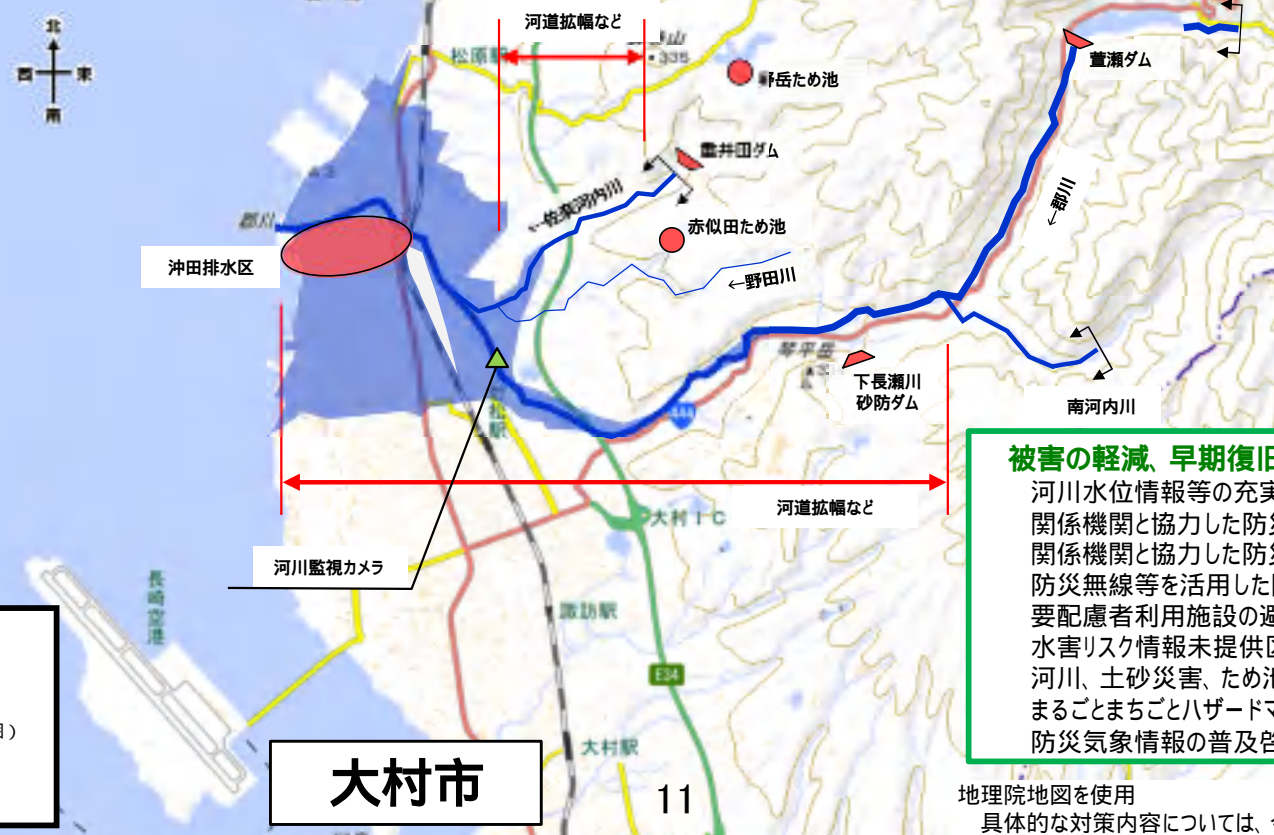 北
西 東
南
河道拡幅など
松原駅
335
野岳ため池
萱瀬ダム
重井田ダム
←佐奈河内川
赤似田ため池
←郡川
郡川
沖田排水区
←野田川
琴平岳
下長瀬川
砂防ダム
南河内川
444
河道拡幅など
大村IC
河川監視カメラ
長崎空港
諏訪駅
E34
大村駅
大村市
11
被害の軽減、早期復旧
河川水位情報等の充実
関係機関と協力した防災
関係機関と協力した防災
防災無線等を活用した
要配慮者利用施設の避
水害リスク情報未提供区
河川、土砂災害、ため池
まるごとまちごとハザードマ
防災気象情報の普及啓
地理院地図を使用
具体的な対策内容については、